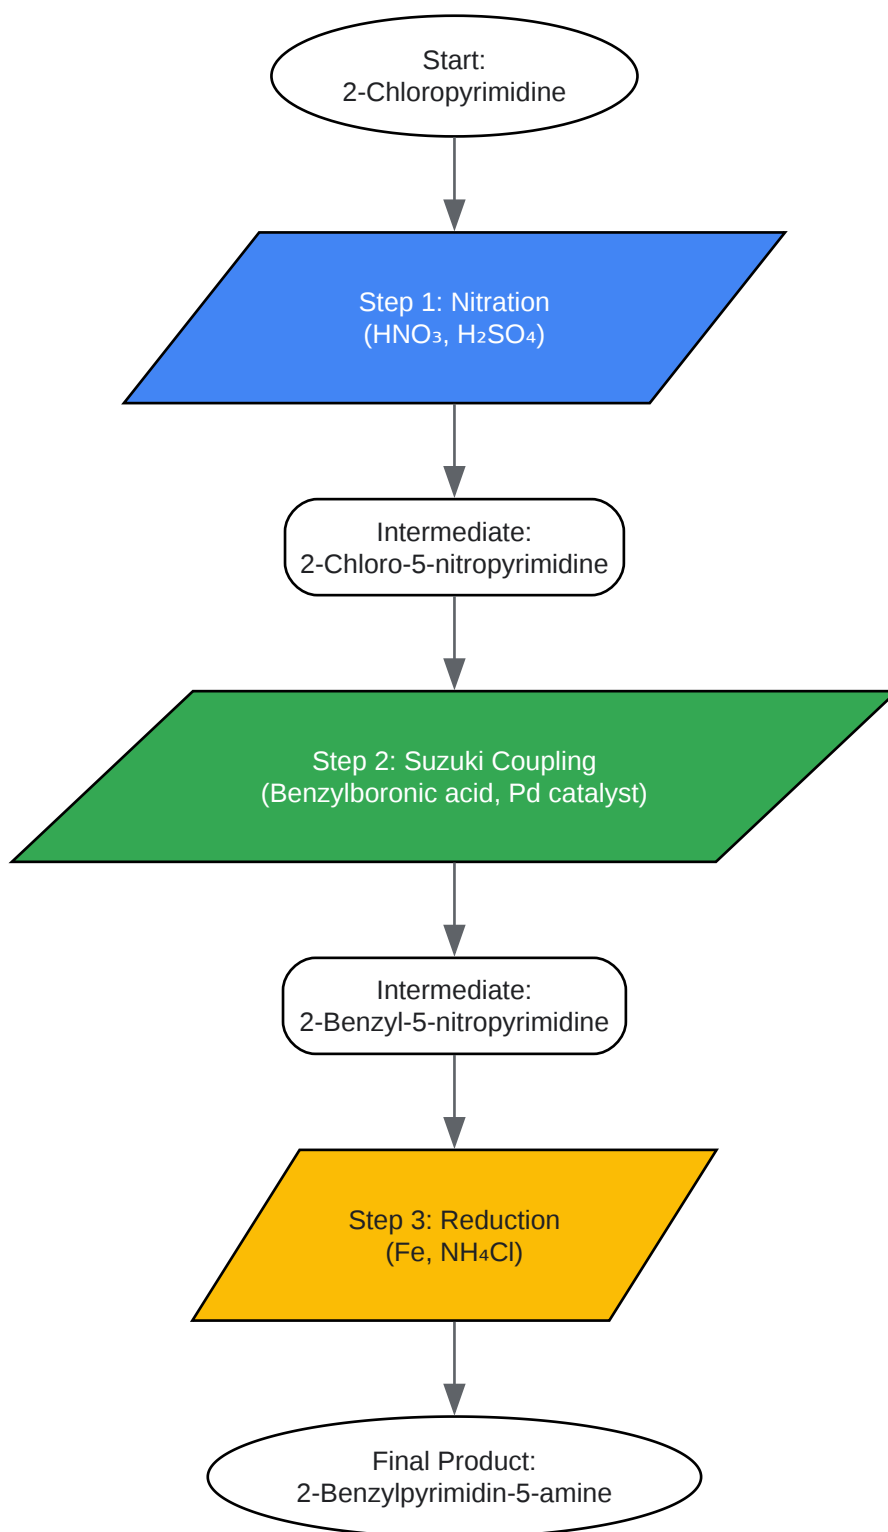 Start:
2-Chloropyrimidine
Step 1: Nitration
(HNO₃, H₂SO₄)
Intermediate:
2-Chloro-5-nitropyrimidine
Step 2: Suzuki Coupling
(Benzylboronic acid, Pd catalyst)
Intermediate:
2-Benzyl-5-nitropyrimidine
Step 3: Reduction
(Fe, NH₄Cl)
Final Product:
2-Benzylpyrimidin-5-amine